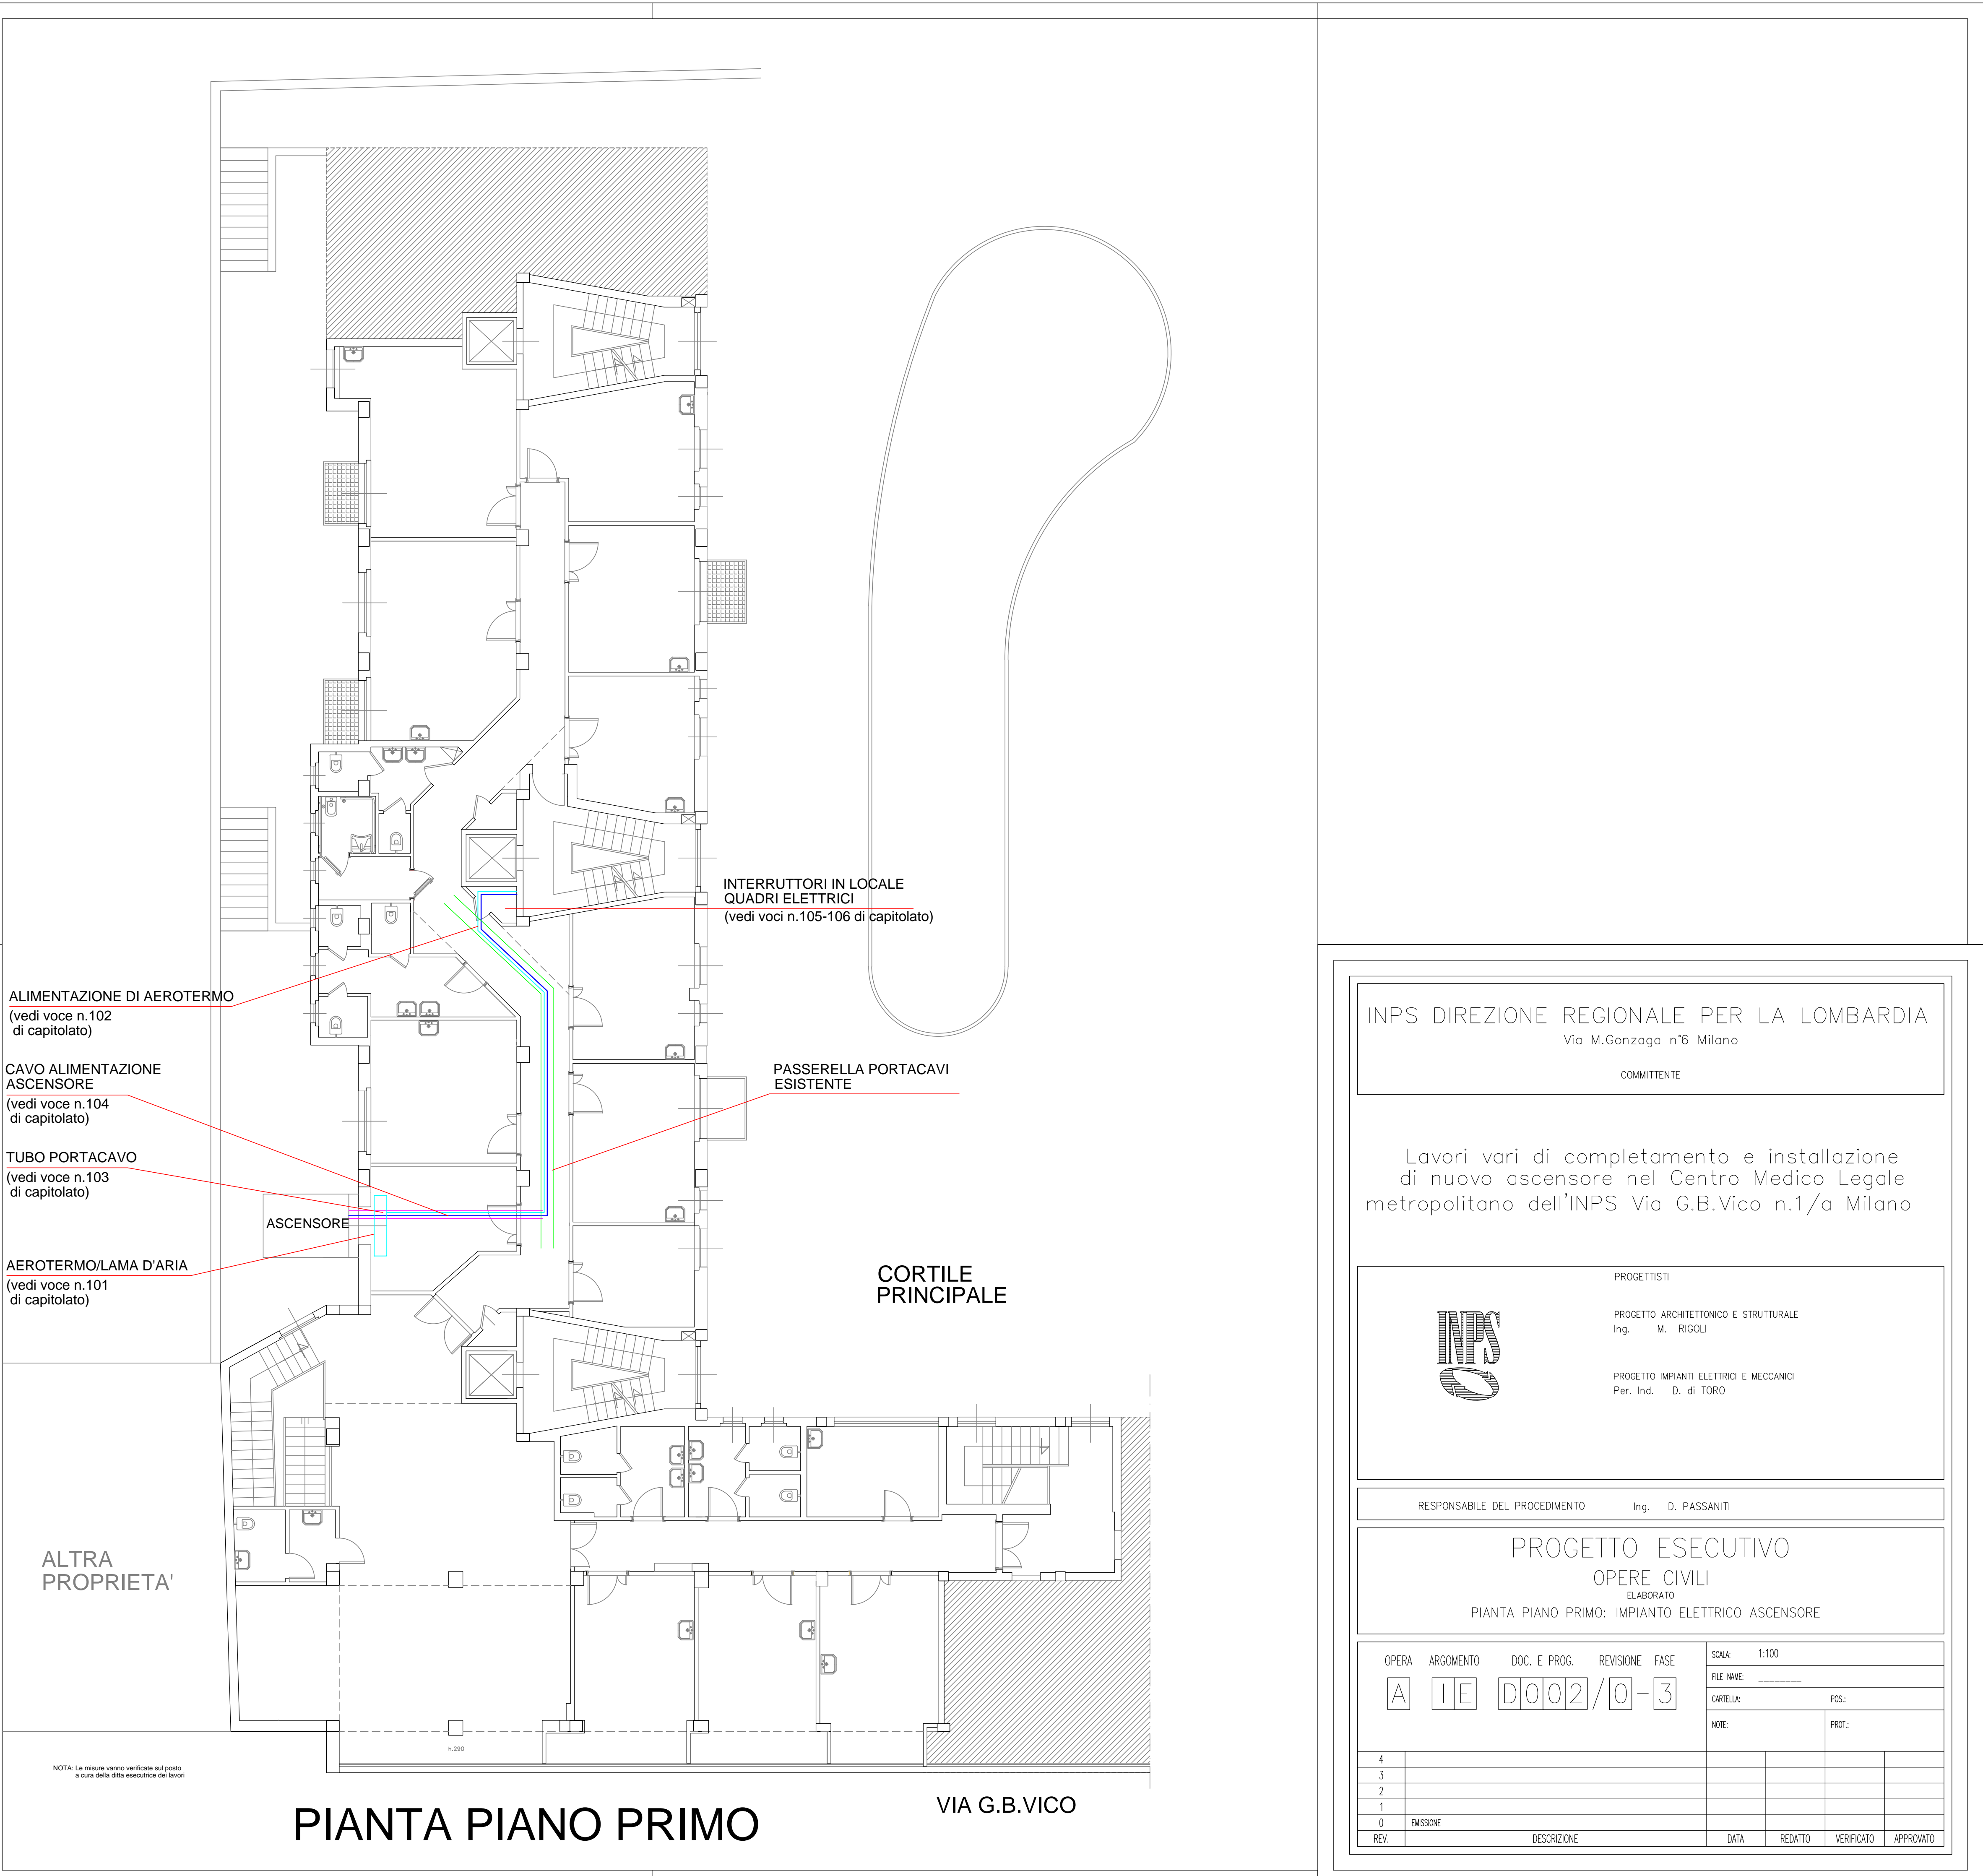 INTERRUTTORI IN LOCALE
QUADRI ELETTRICI
(vedi voci n.105-106 di capitolato)
ALIMENTAZIONE DI AEROTERMO
(vedi voce n.102
di capitolato)
CAVO ALIMENTAZIONE
ASCENSORE
(vedi voce n.104
di capitolato)
PASSERELLA PORTACAVI
ESISTENTE
TUBO PORTACAVO
(vedi voce n.103
di capitolato)
ASCENSORE
AEROTERMO/LAMA D'ARIA
(vedi voce n.101
di capitolato)
CORTILE
PRINCIPALE
ALTRA
PROPRIETA'
h.290
NOTA: Le misure vanno verificate sul posto
a cura della ditta esecutrice dei lavori
PIANTA PIANO PRIMO
VIA G.B.VICO
INPS DIREZIONE REGIONALE PER LA LOMBARDIA
Via M.Gonzaga n°6 Milano
COMMITTENTE
Lavori vari di completamento e installazione
di nuovo ascensore nel Centro Medico Legale
metropolitano dell'INPS Via G.B.Vico n.1/a Milano
PROGETTISTI
INPS
PROGETTO ARCHITETTONICO E STRUTTURALE
Ing. M. RIGOLI
PROGETTO IMPIANTI ELETTRICI E MECCANICI
Per. Ind. D. di TORO
RESPONSABILE DEL PROCEDIMENTO Ing. D. PASSANITI
PROGETTO ESECUTIVO
OPERE CIVILI
ELABORATO
PIANTA PIANO PRIMO: IMPIANTO ELETTRICO ASCENSORE
OPERA ARGOMENTO DOC. E PROG. REVISIONE FASE
A IE D002/0-3
SCALA: 1:100
FILE NAME: ________
CARTELLA: POS.:
NOTE: PROT.:
4
3
2
1
0 EMISSIONE
REV. DESCRIZIONE DATA REDATTO VERIFICATO APPROVATO